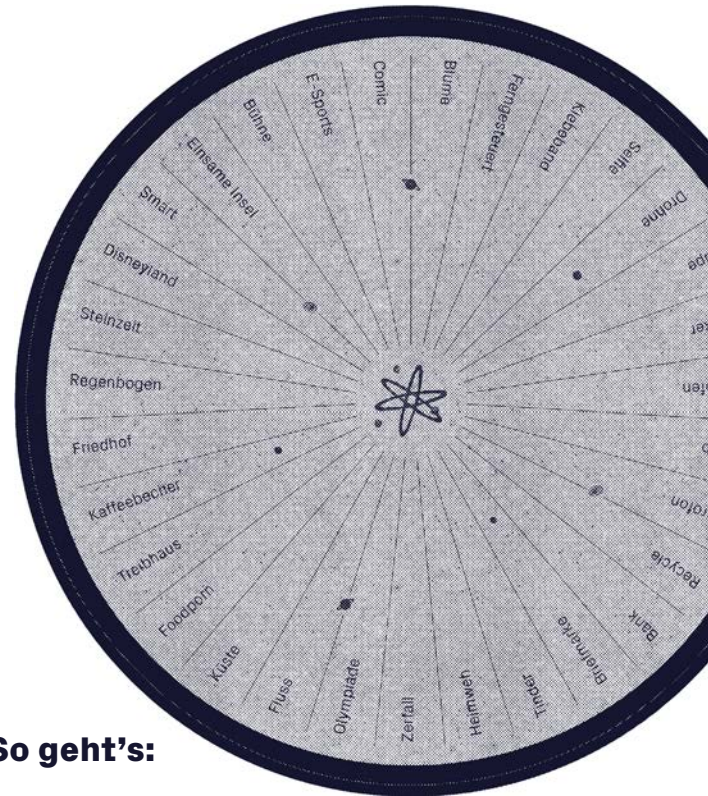 Comic
Blume
Ferngesteuert
Klebeband
Selfie
Drohne
Recycle
Bank
Briefmarke
Tinder
Heimweh
Zerfall
Olympiade
Fluss
Küste
Foodporn
Treibhaus
Kaffeebecher
Friedhof
Regenbogen
Steinzeit
Disneyland
Smart
Einsame Insel
Bühne
E-Sports
So geht's: